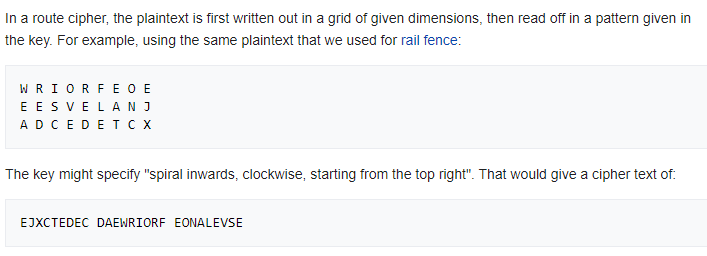 In a route cipher, the plaintext is first written out in a grid of given dimensions, then read off in a pattern given in
the key. For example, using the same plaintext that we used for rail fence:
W R I O R F E O E
E E S V E L A N J
A D C E D E T C X
The key might specify "spiral inwards, clockwise, starting from the top right". That would give a cipher text of:
EJXCTEDEC DAEWRIORF EONALEVSE